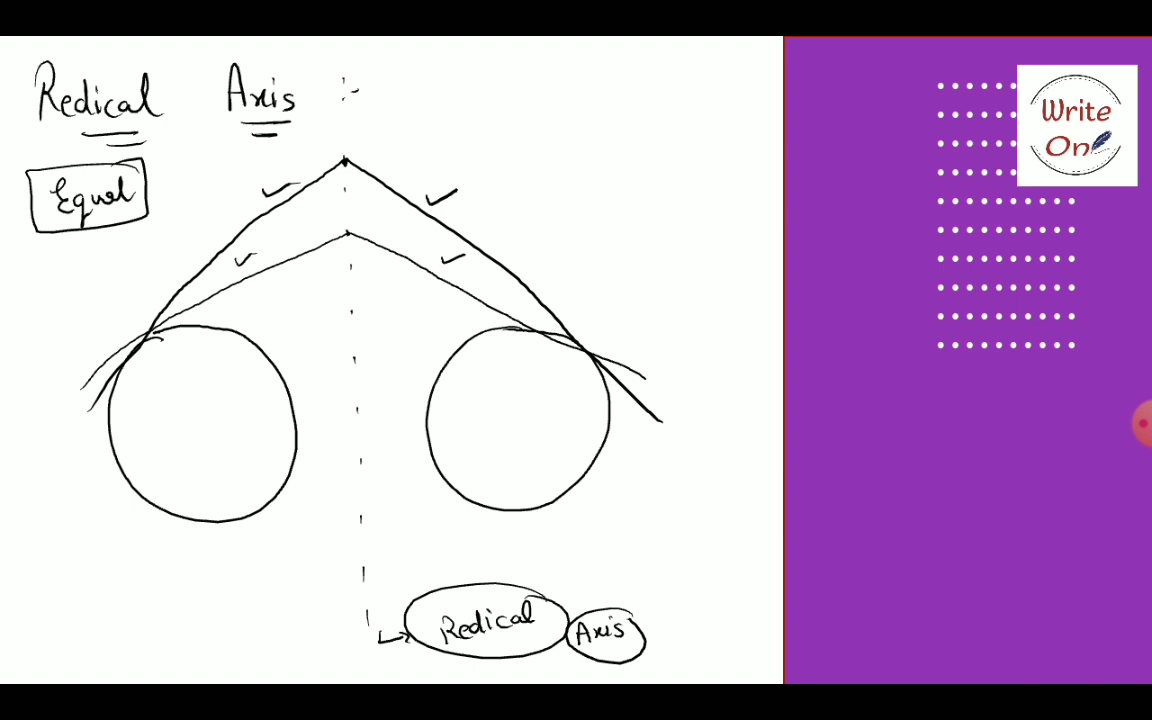 Redical Axis :-
Equal
Redical Axis
Write
On